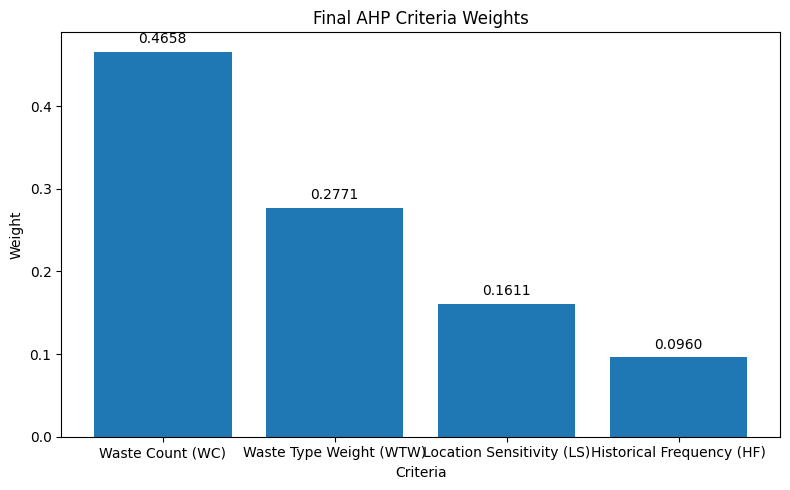 Final AHP Criteria Weights
0.4658
0.2771
0.1611
0.0960
Weight
0.4
0.3
0.2
0.1
0.0
Waste Count (WC) Waste Type Weight (WTW) Location Sensitivity (LS) Historical Frequency (HF)
Criteria